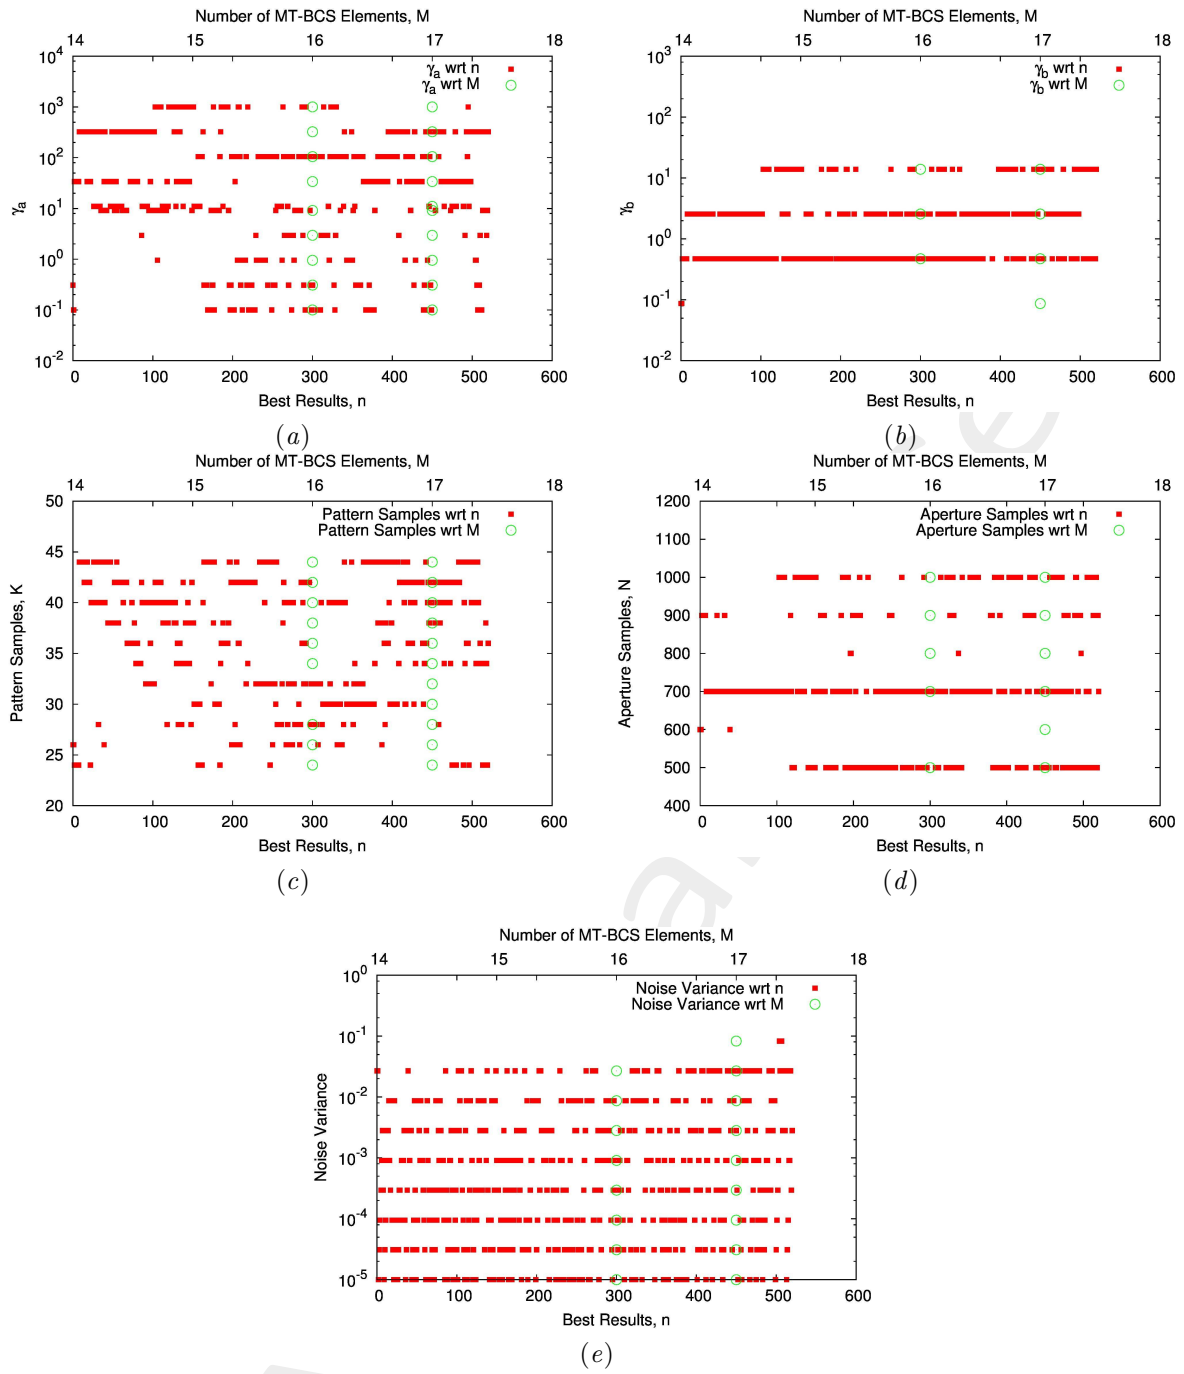 Number of MT-BCS Elements, M
14 15 16 17 18
10^4
10^3
10^2
10^1
10^0
10^-1
10^-2
γa
γa wrt n
γa wrt M
0 100 200 300 400 500 600
Best Results, n
(a)
Number of MT-BCS Elements, M
14 15 16 17 18
10^3
10^2
10^1
10^0
10^-1
10^-2
γb
γb wrt n
γb wrt M
0 100 200 300 400 500 600
Best Results, n
(b)
Number of MT-BCS Elements, M
14 15 16 17 18
50
45
40
35
30
25
20
Pattern Samples, K
Pattern Samples wrt n
Pattern Samples wrt M
0 100 200 300 400 500 600
Best Results, n
(c)
Number of MT-BCS Elements, M
14 15 16 17 18
1200
1100
1000
900
800
700
600
500
400
Aperture Samples, N
Aperture Samples wrt n
Aperture Samples wrt M
0 100 200 300 400 500 600
Best Results, n
(d)
Number of MT-BCS Elements, M
14 15 16 17 18
10^0
10^-1
10^-2
10^-3
10^-4
10^-5
Noise Variance
Noise Variance wrt n
Noise Variance wrt M
0 100 200 300 400 500 600
Best Results, n
(e)